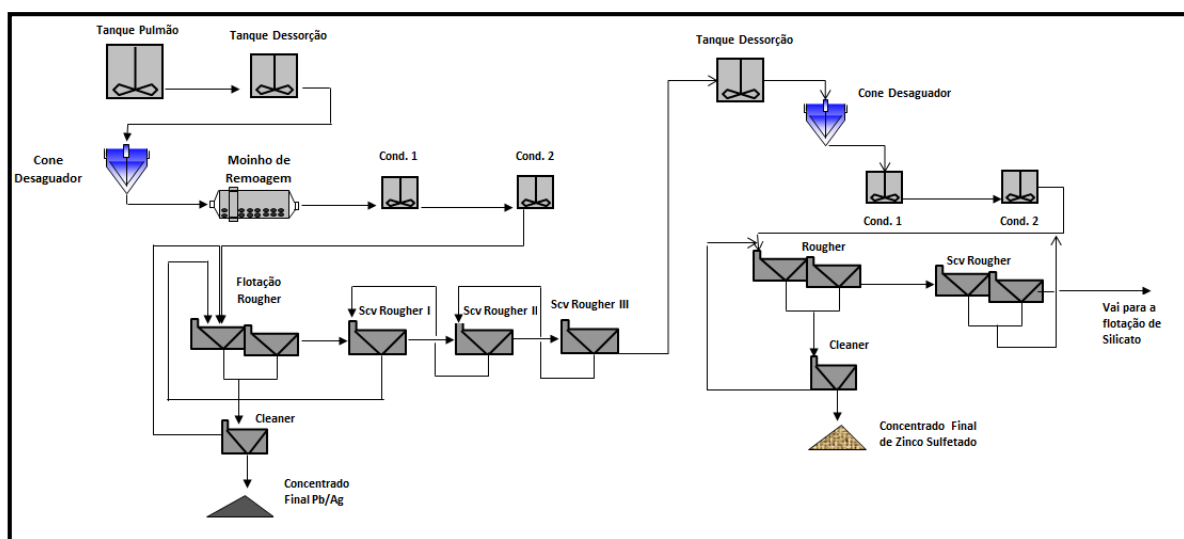 Tanque Pulmão
Tanque Dessorção
Cone
Desaguador
Moinho de
Remoagem
Cond. 1
Cond. 2
Flotação
Rougher
Scv Rougher I
Scv Rougher II
Scv Rougher III
Cleaner
Concentrado
Final Pb/Ag
Tanque Dessorção
Cone Desaguador
Cond. 1
Cond. 2
Rougher
Scv Rougher
Vai para a
flotação de
Silicato
Cleaner
Concentrado Final
de Zinco Sulfetado